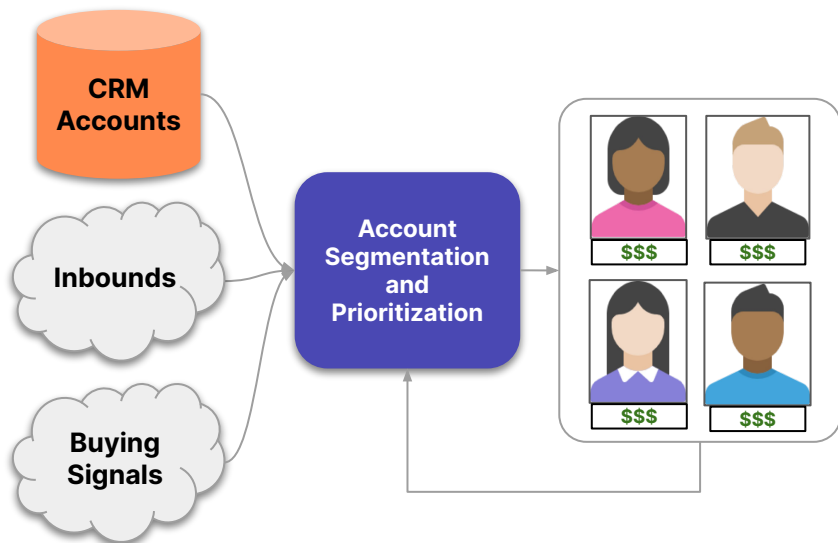 CRM
Accounts
Inbounds
Buying
Signals
Account
Segmentation
and
Prioritization
$$$
$$$
$$$
$$$